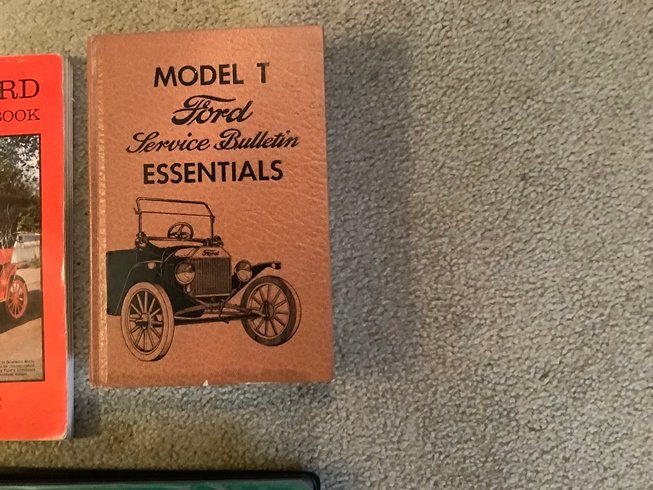 RD
BOOK
MODEL T
Ford
Service Bulletin
ESSENTIALS
Ford